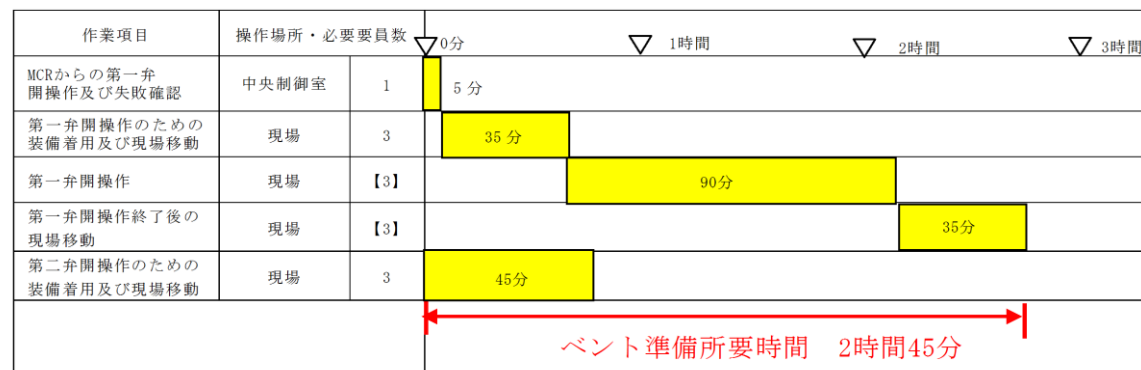 作業項目 操作場所・必要要員数 0分 1時間 2時間 3時間
MCRからの第一弁
開操作及び失敗確認 中央制御室 1 5分
第一弁開操作のための
装備着用及び現場移動 現場 3 35分
第一弁開操作 現場 【3】 90分
第一弁開操作終了後の
現場移動 現場 【3】 35分
第二弁開操作のための
装備着用及び現場移動 現場 3 45分
ベント準備所要時間 2時間45分